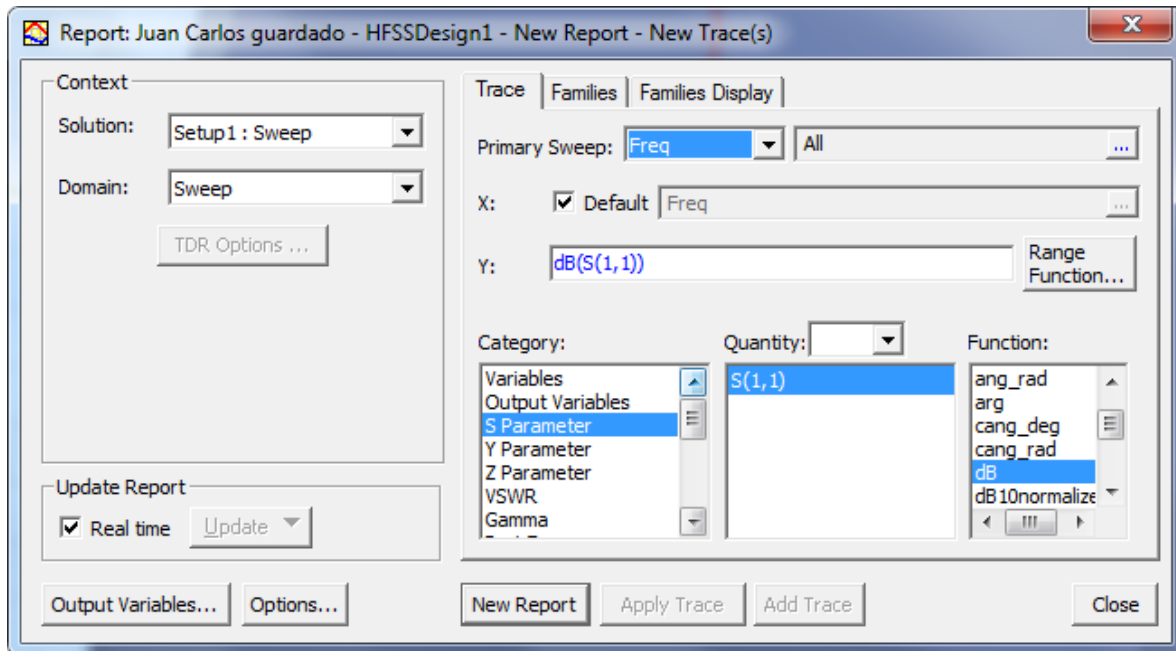 Report: Juan Carlos guardado - HFSSDesign1 - New Report - New Trace(s)
Context
Solution: Setup1 : Sweep
Domain: Sweep
TDR Options ...
Update Report
Real time Update
Output Variables... Options...
Trace Families Families Display
Primary Sweep: Freq All ...
X: Default Freq ...
Y: dB(S(1,1)) Range
Function...
Category:
Variables
Output Variables
S Parameter
Y Parameter
Z Parameter
VSWR
Gamma
Quantity:
S(1,1)
Function:
ang_rad
arg
cang_deg
cang_rad
dB
dB10normalize
New Report Apply Trace Add Trace Close